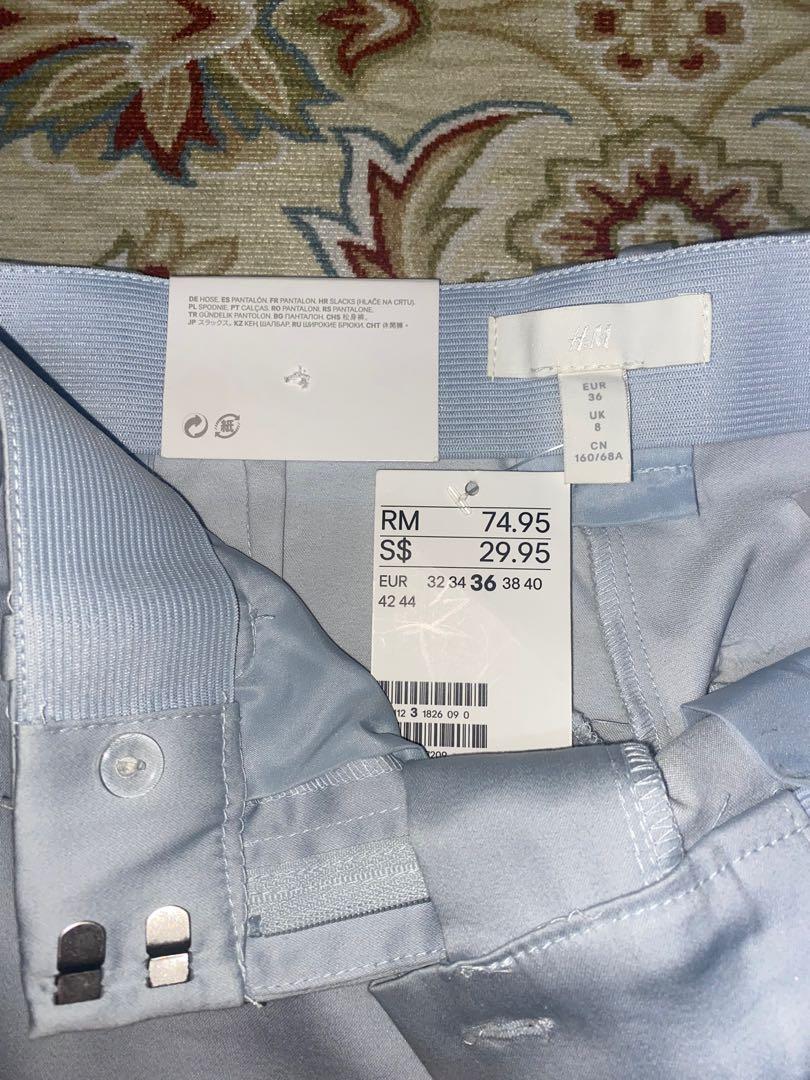 DE HOSE. ES PANTALÓN. FR PANTALON. HR SLACKS (HLAČE NA CRTU).
PL SPODNIE. PT CALÇAS. RO PANTALONI. RS PANTALONE.
TR GÜNDELIK PANTOLON. BG ПАНТАЛОН. CHS 松身裤。
JP スラックス。 KZ КЕҢ ШАЛБАР. RU ШИРОКИЕ БРЮКИ. CHT 休閒褲。
紙
H&M
EUR
36
UK
8
CN
160/68A
RM 74.95
S$ 29.95
EUR 32 34 36 38 40
42 44
12 3 1826 09 0